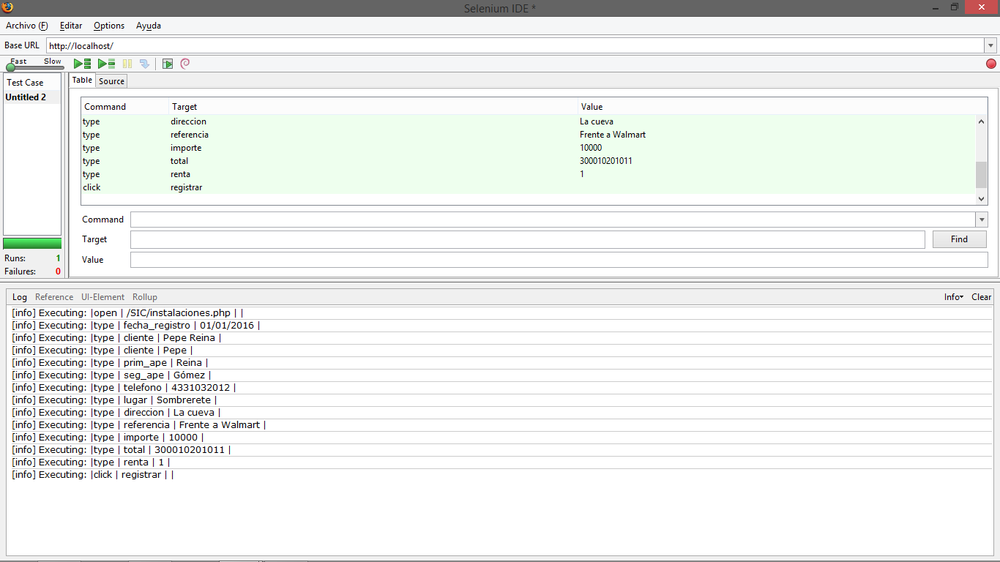 Selenium IDE *
Archivo (F) Editar Options Ayuda
Base URL http://localhost/
Fast Slow
Test Case
Untitled 2
Table Source
Command Target Value
type direccion La cueva
type referencia Frente a Walmart
type importe 10000
type total 300010201011
type renta 1
click registrar
Command
Target Find
Value
Runs: 1
Failures: 0
Log Reference UI-Element Rollup Info Clear
[info] Executing: |open | /SIC/instalaciones.php | |
[info] Executing: |type | fecha_registro | 01/01/2016 |
[info] Executing: |type | cliente | Pepe Reina |
[info] Executing: |type | cliente | Pepe |
[info] Executing: |type | prim_ape | Reina |
[info] Executing: |type | seg_ape | Gómez |
[info] Executing: |type | telefono | 4331032012 |
[info] Executing: |type | lugar | Sombrerete |
[info] Executing: |type | direccion | La cueva |
[info] Executing: |type | referencia | Frente a Walmart |
[info] Executing: |type | importe | 10000 |
[info] Executing: |type | total | 300010201011 |
[info] Executing: |type | renta | 1 |
[info] Executing: |click | registrar | |